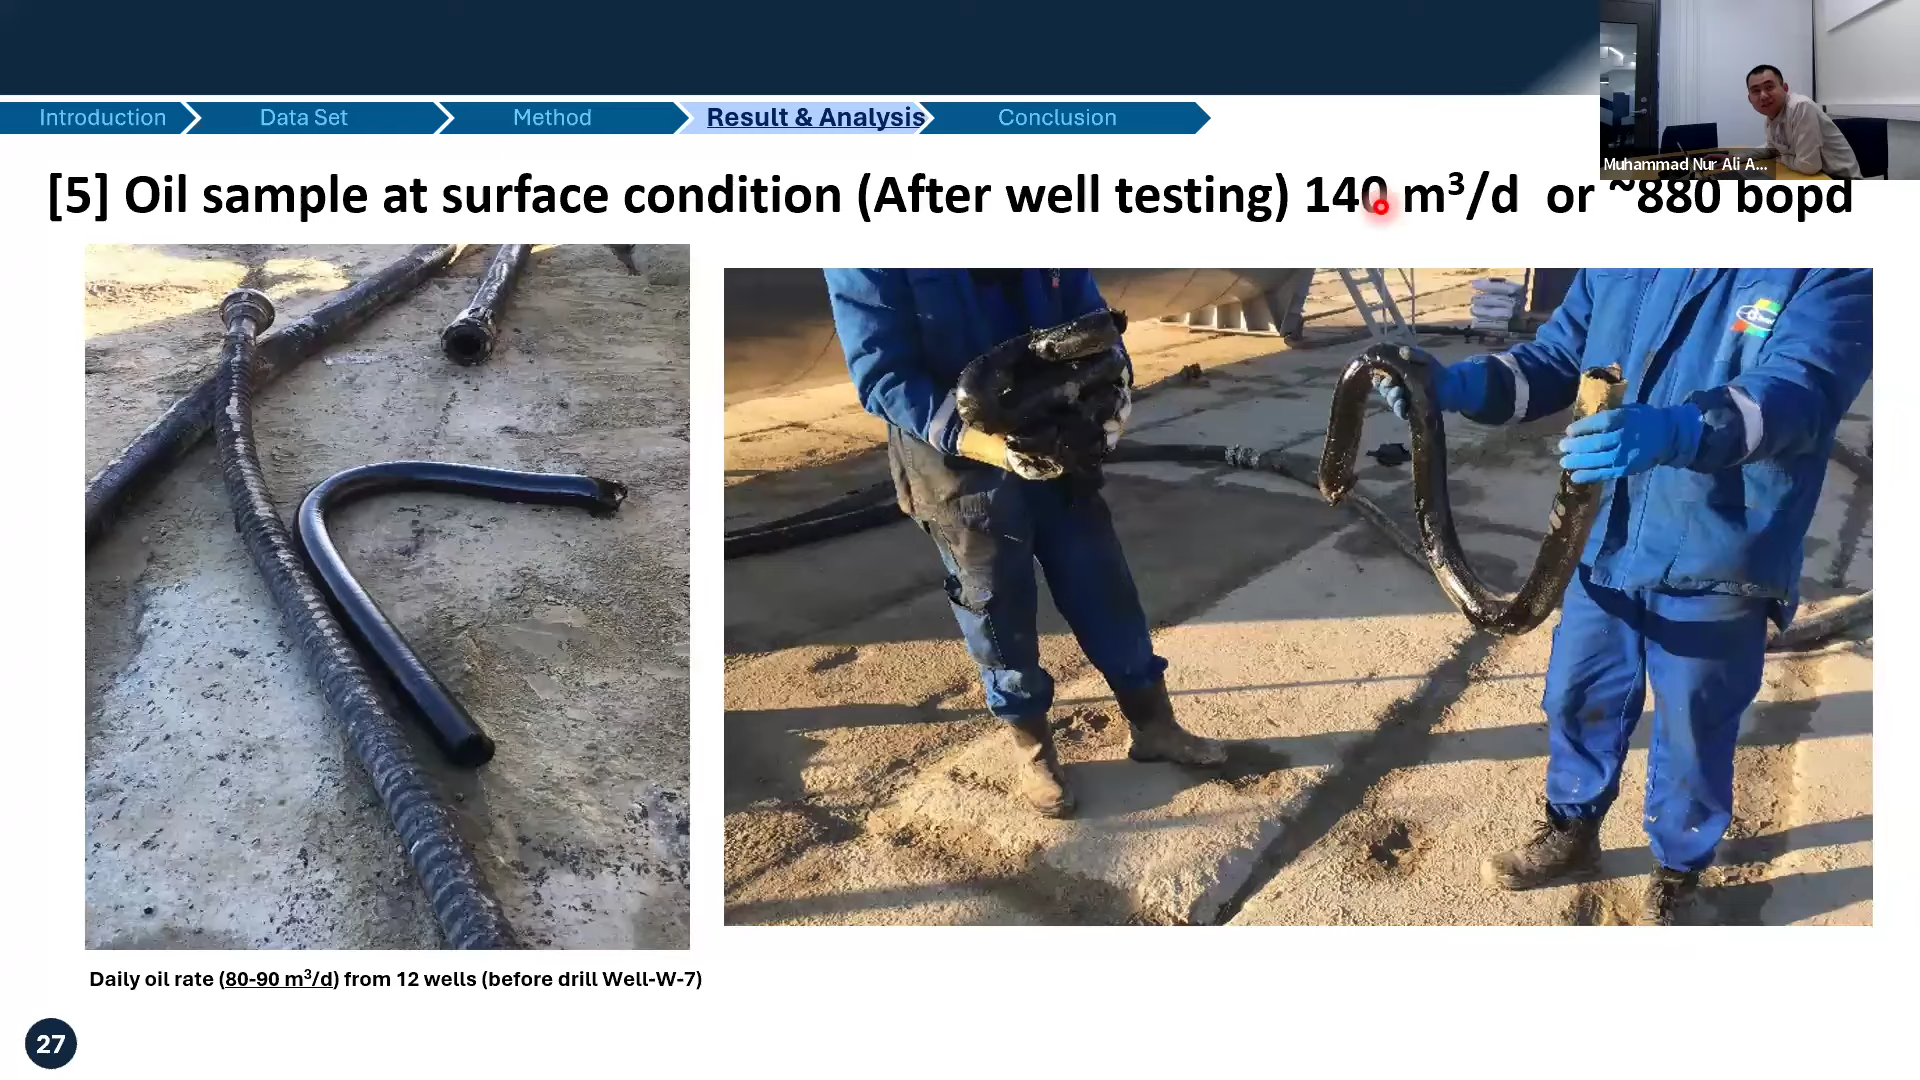 Introduction
Data Set
Method
Result & Analysis
Conclusion
Muhammad Nur Ali A...
[5] Oil sample at surface condition (After well testing) 140 m³/d or ~880 bopd
Daily oil rate (80-90 m³/d) from 12 wells (before drill Well-W-7)
27